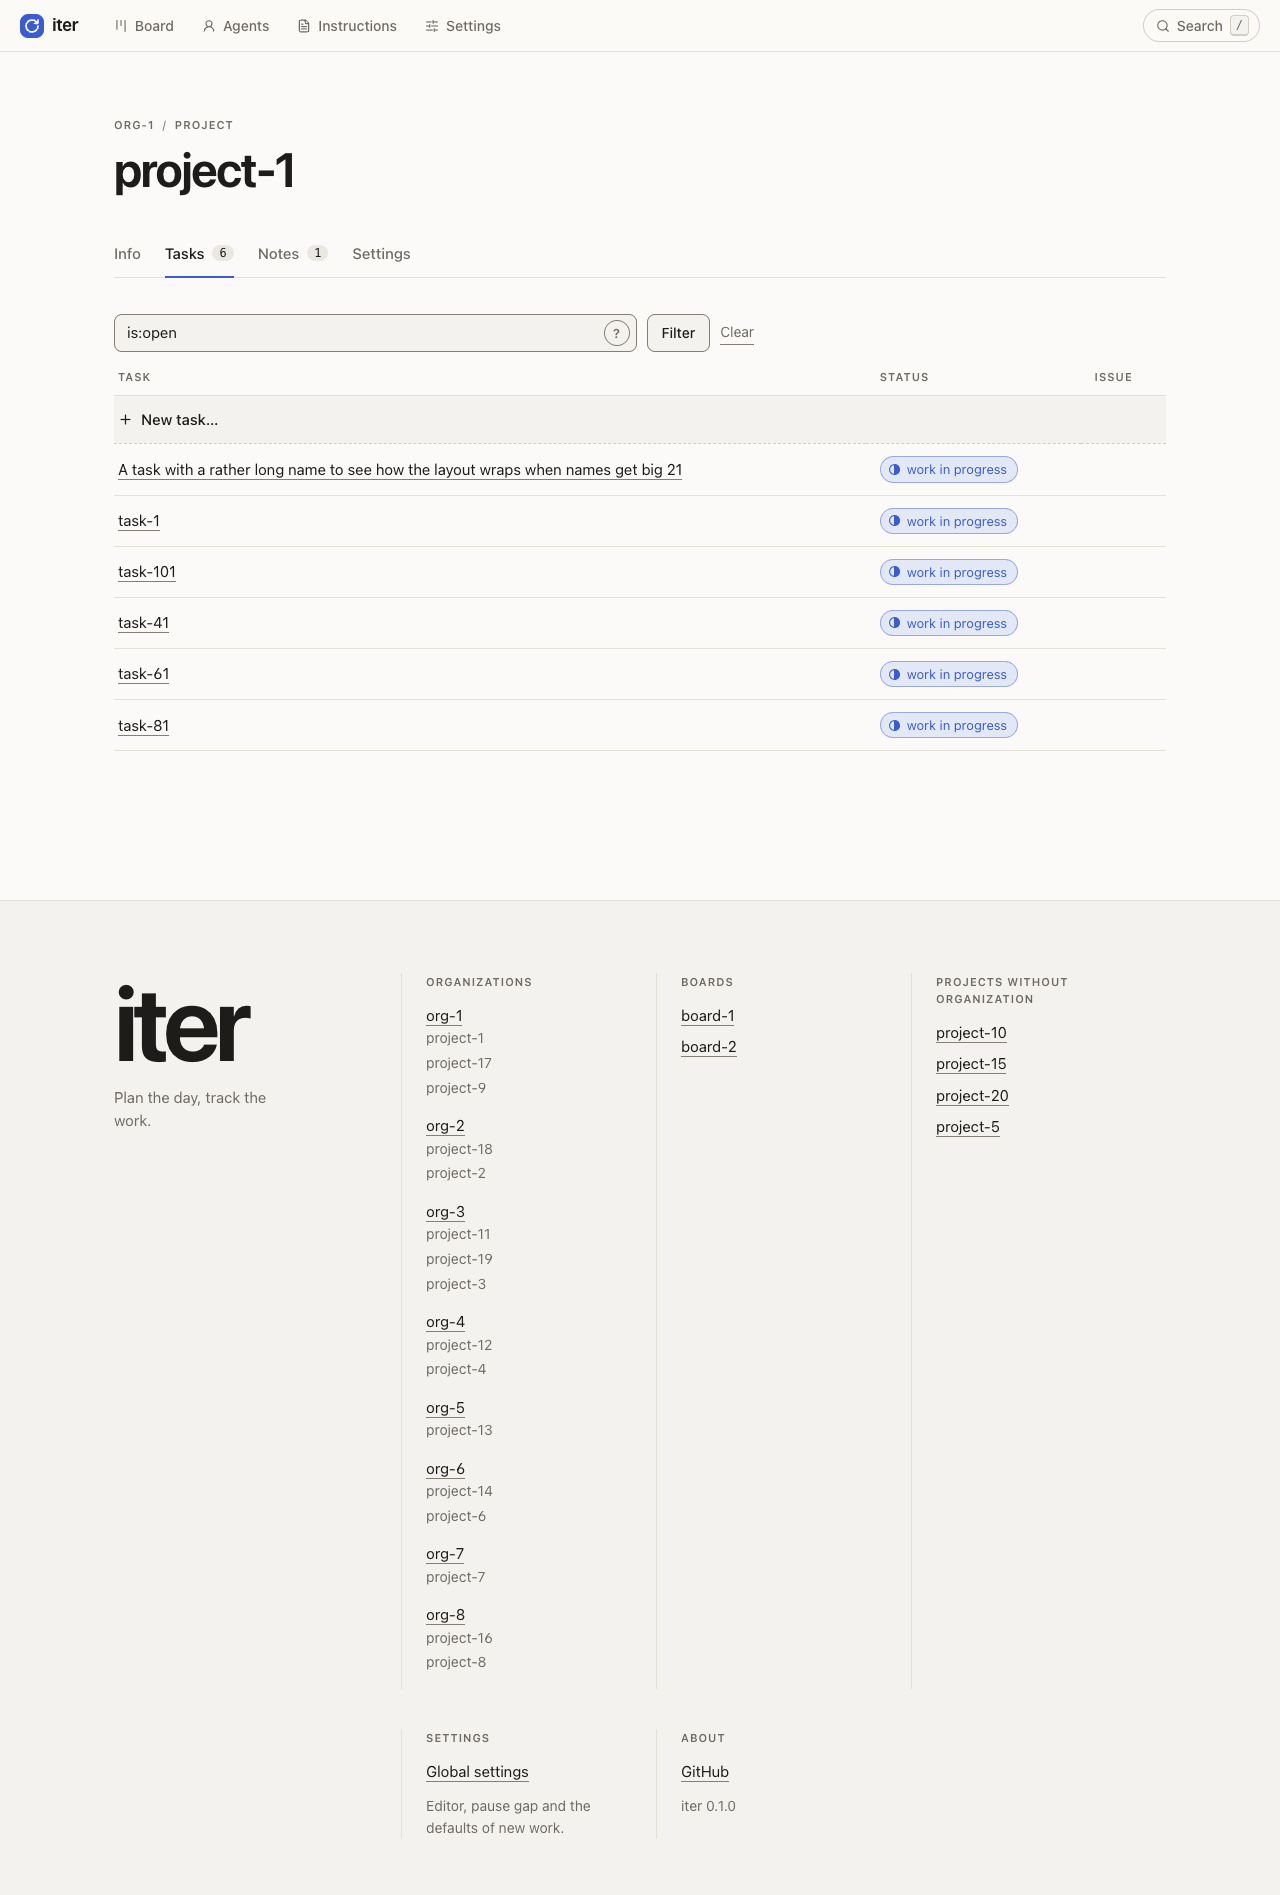 iter
Board
Agents
Instructions
Settings
Search /
ORG-1 / PROJECT
project-1
Info
Tasks 6
Notes 1
Settings
is:open
?
Filter
Clear
TASK
STATUS
ISSUE
+ New task...
A task with a rather long name to see how the layout wraps when names get big 21
work in progress
task-1
work in progress
task-101
work in progress
task-41
work in progress
task-61
work in progress
task-81
work in progress
iter
Plan the day, track the
work.
ORGANIZATIONS
org-1
project-1
project-17
project-9
org-2
project-18
project-2
org-3
project-11
project-19
project-3
org-4
project-12
project-4
org-5
project-13
org-6
project-14
project-6
org-7
project-7
org-8
project-16
project-8
BOARDS
board-1
board-2
PROJECTS WITHOUT
ORGANIZATION
project-10
project-15
project-20
project-5
SETTINGS
Global settings
Editor, pause gap and the
defaults of new work.
ABOUT
GitHub
iter 0.1.0